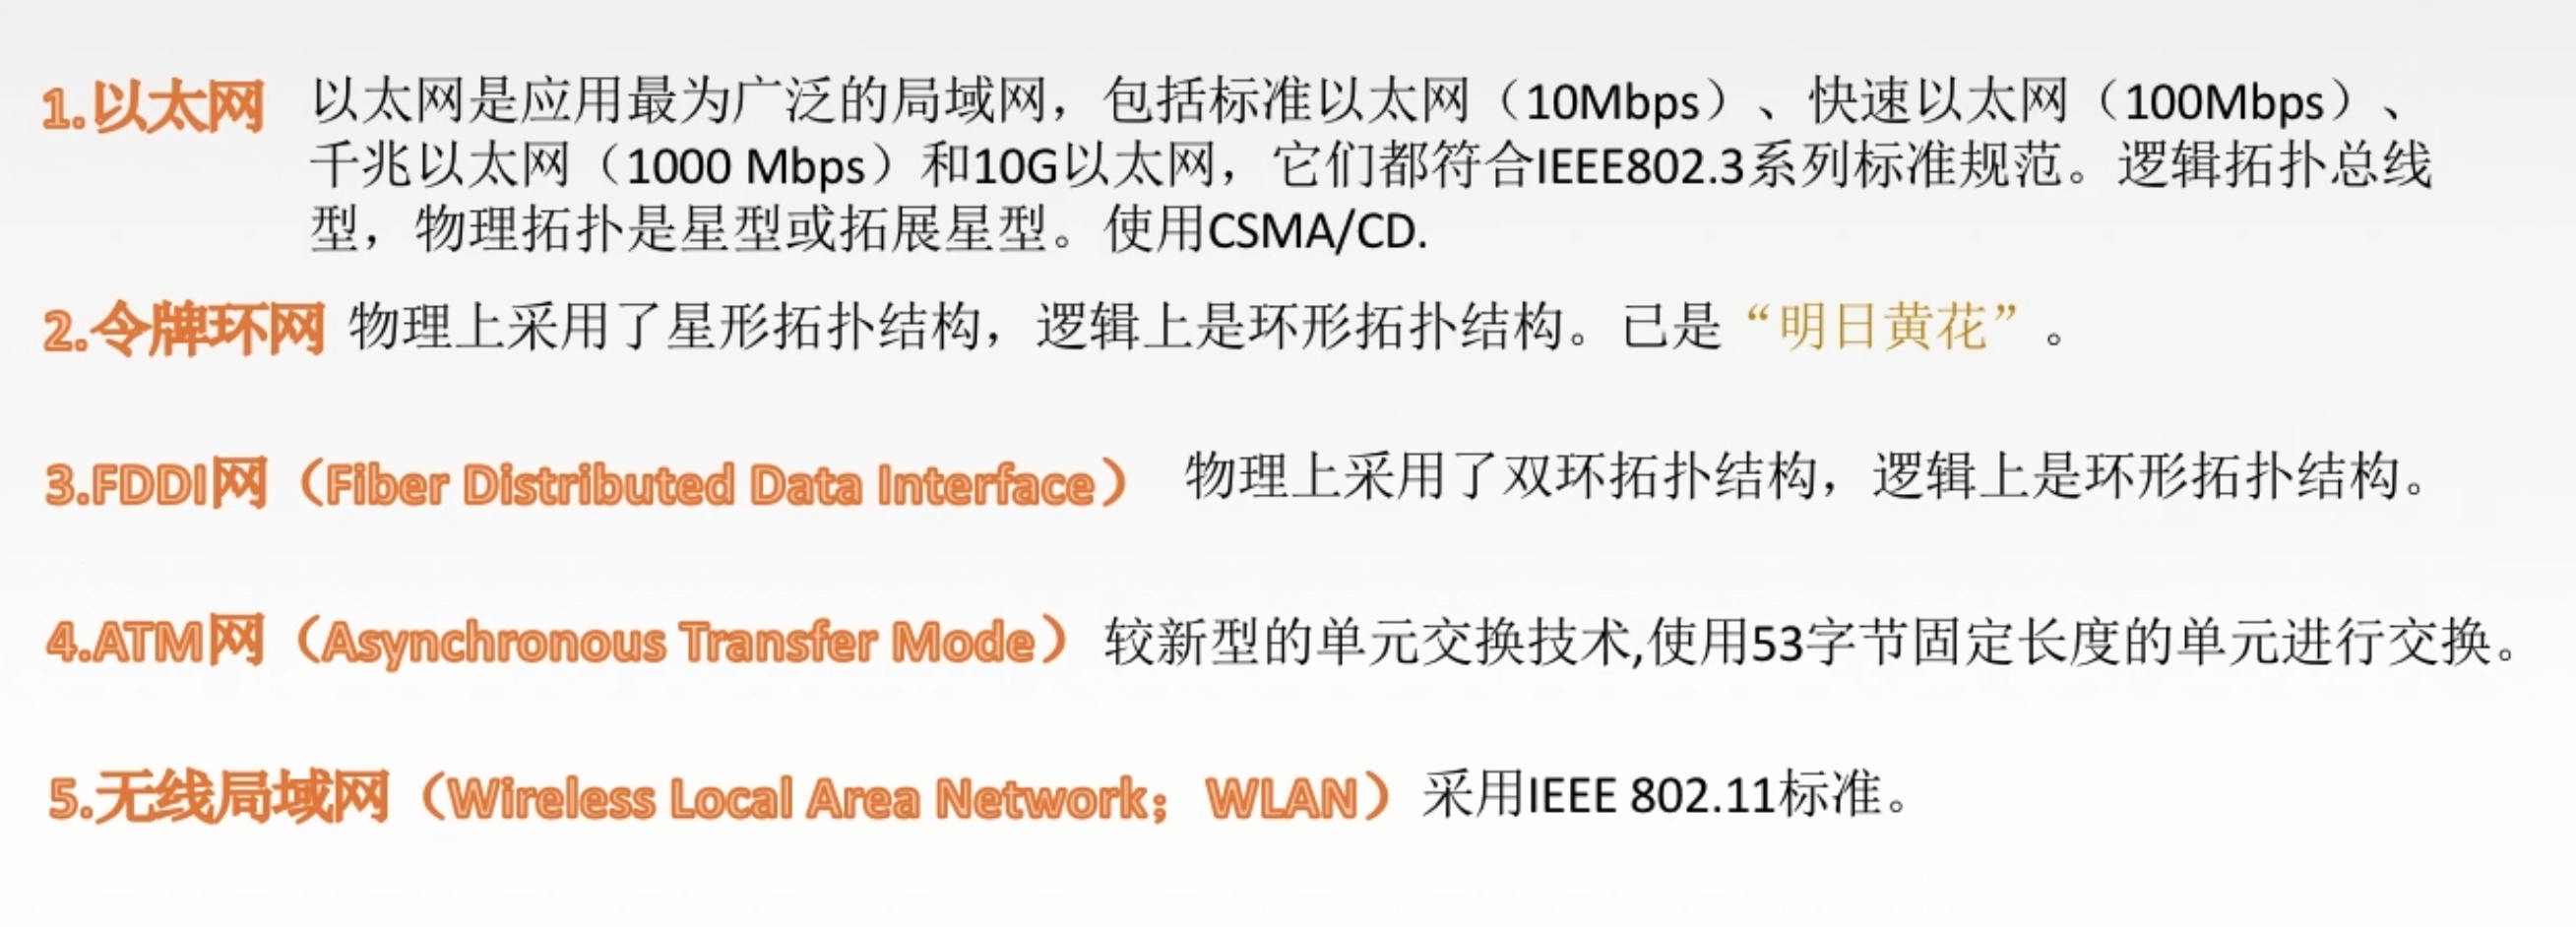 1.以太网 以太网是应用最为广泛的局域网，包括标准以太网（10Mbps）、快速以太网（100Mbps）、
千兆以太网（1000 Mbps）和10G以太网，它们都符合IEEE802.3系列标准规范。逻辑拓扑总线
型，物理拓扑是星型或拓展星型。使用CSMA/CD.
2.令牌环网 物理上采用了星形拓扑结构，逻辑上是环形拓扑结构。已是“明日黄花”。
3.FDDI网（Fiber Distributed Data Interface） 物理上采用了双环拓扑结构，逻辑上是环形拓扑结构。
4.ATM网（Asynchronous Transfer Mode） 较新型的单元交换技术,使用53字节固定长度的单元进行交换。
5.无线局域网（Wireless Local Area Network；WLAN） 采用IEEE 802.11标准。